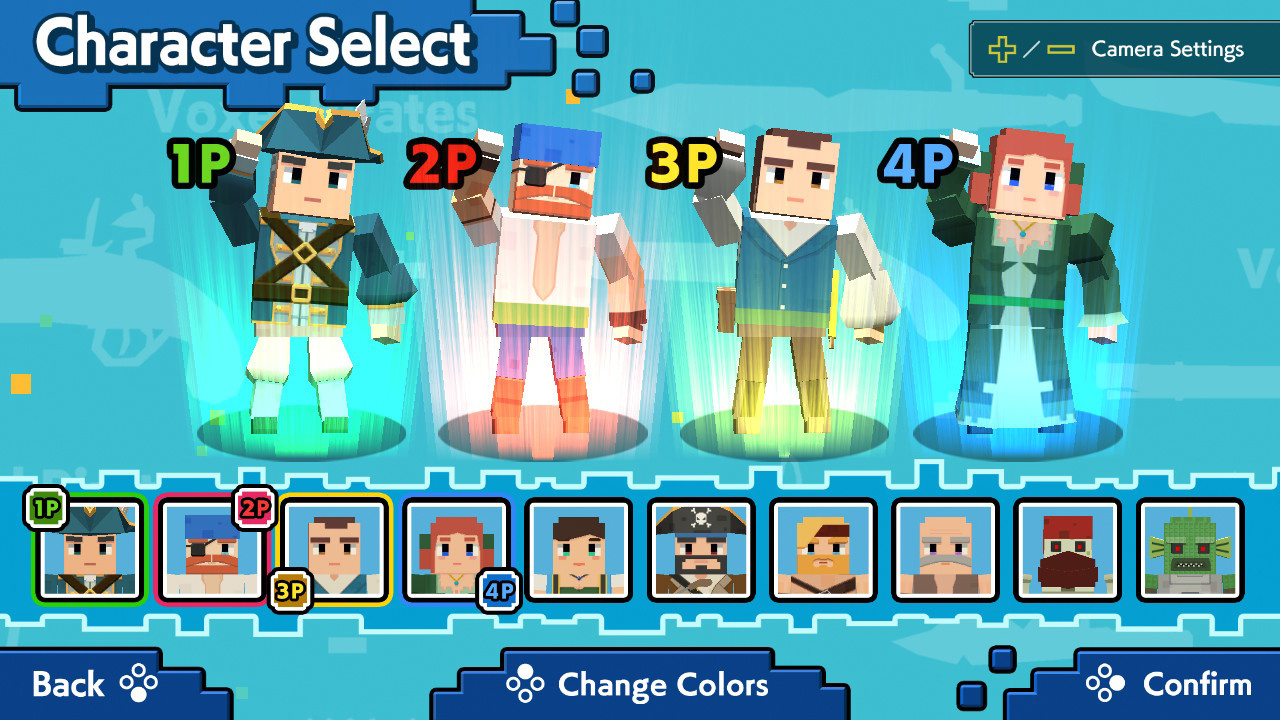 Character Select
+ / − Camera Settings
1P
2P
3P
4P
1P
2P
3P
4P
Back
Change Colors
Confirm